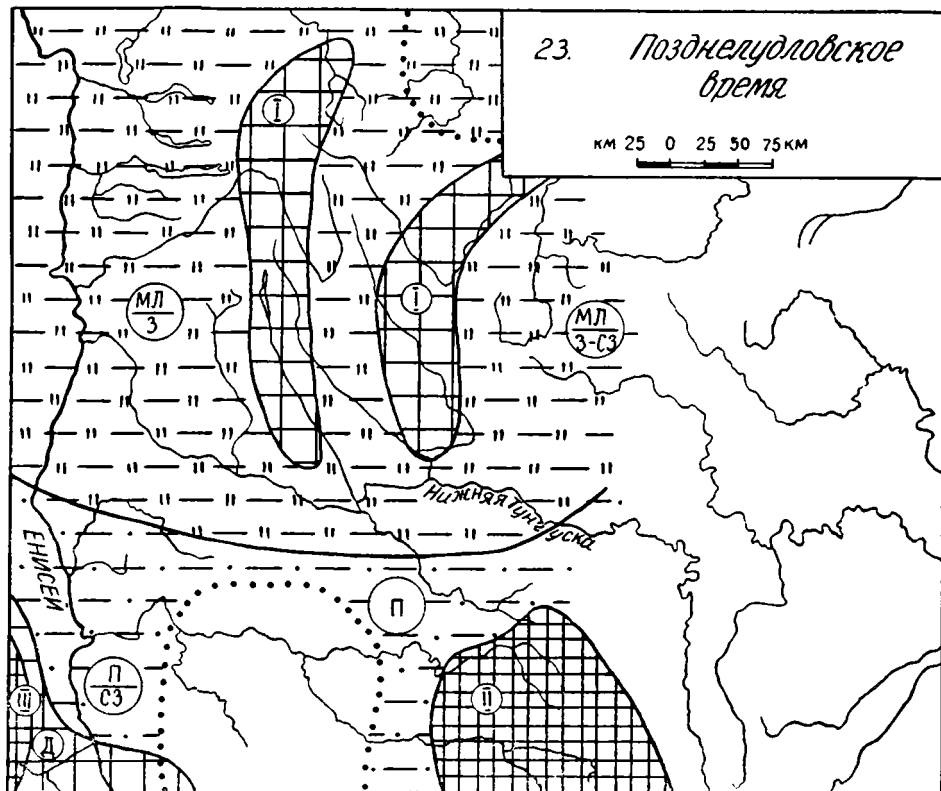 23. Позднелудловское
время
км 25 0 25 50 75 км
I
I
МЛ
З
МЛ
З-СЗ
Нижняя Тунгуска
ЕНИСЕЙ
П
П
СЗ
III
II
Д